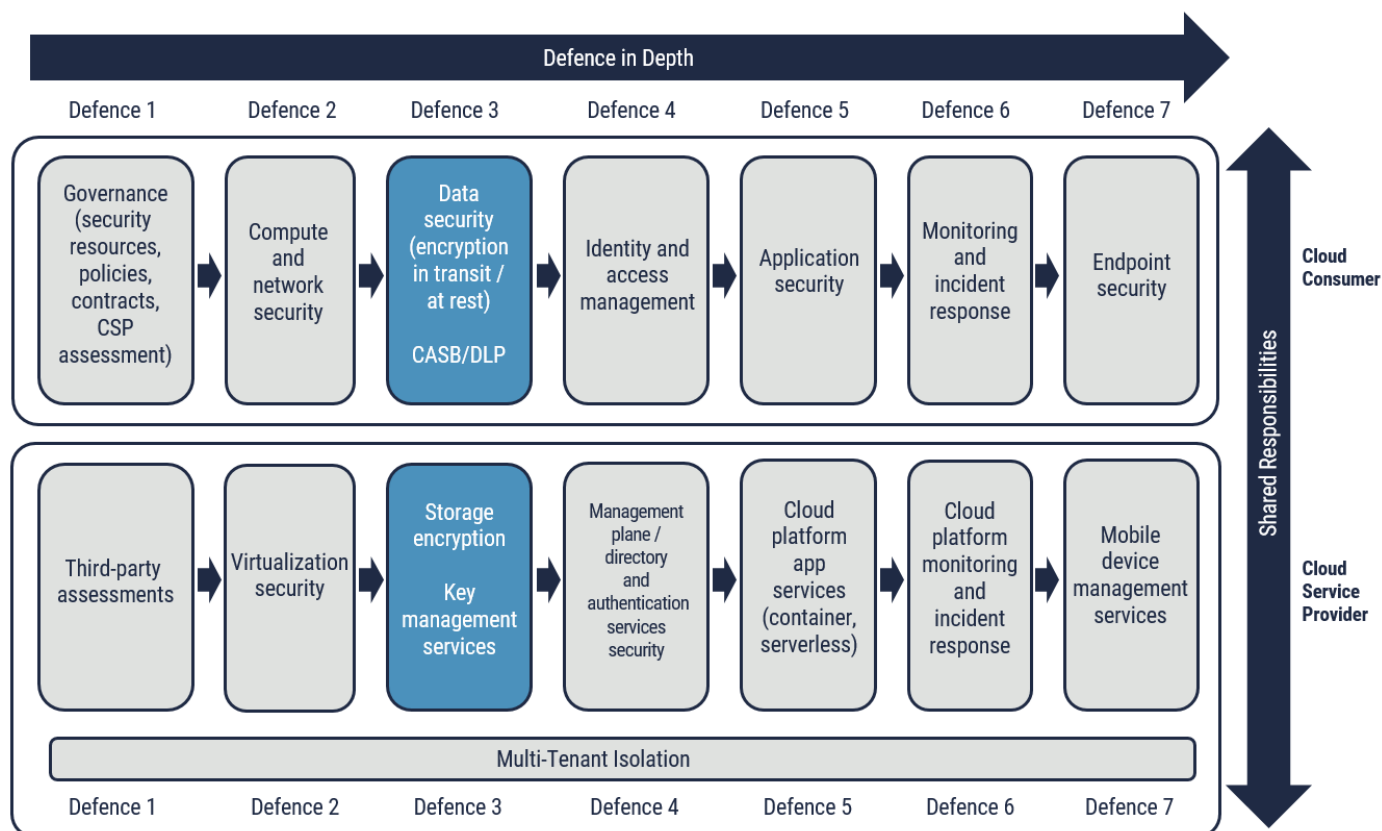 Defence in Depth
Defence 1
Defence 2
Defence 3
Defence 4
Defence 5
Defence 6
Defence 7
Governance
(security
resources,
policies,
contracts,
CSP
assessment)
Compute
and
network
security
Data
security
(encryption
in transit /
at rest)
CASB/DLP
Identity and
access
management
Application
security
Monitoring
and
incident
response
Endpoint
security
Cloud
Consumer
Shared Responsibilities
Third-party
assessments
Virtualization
security
Storage
encryption
Key
management
services
Management
plane /
directory
and
authentication
services
security
Cloud
platform
app
services
(container,
serverless)
Cloud
platform
monitoring
and
incident
response
Mobile
device
management
services
Cloud
Service
Provider
Multi-Tenant Isolation
Defence 1
Defence 2
Defence 3
Defence 4
Defence 5
Defence 6
Defence 7